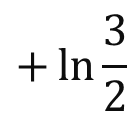 + ln 3/2